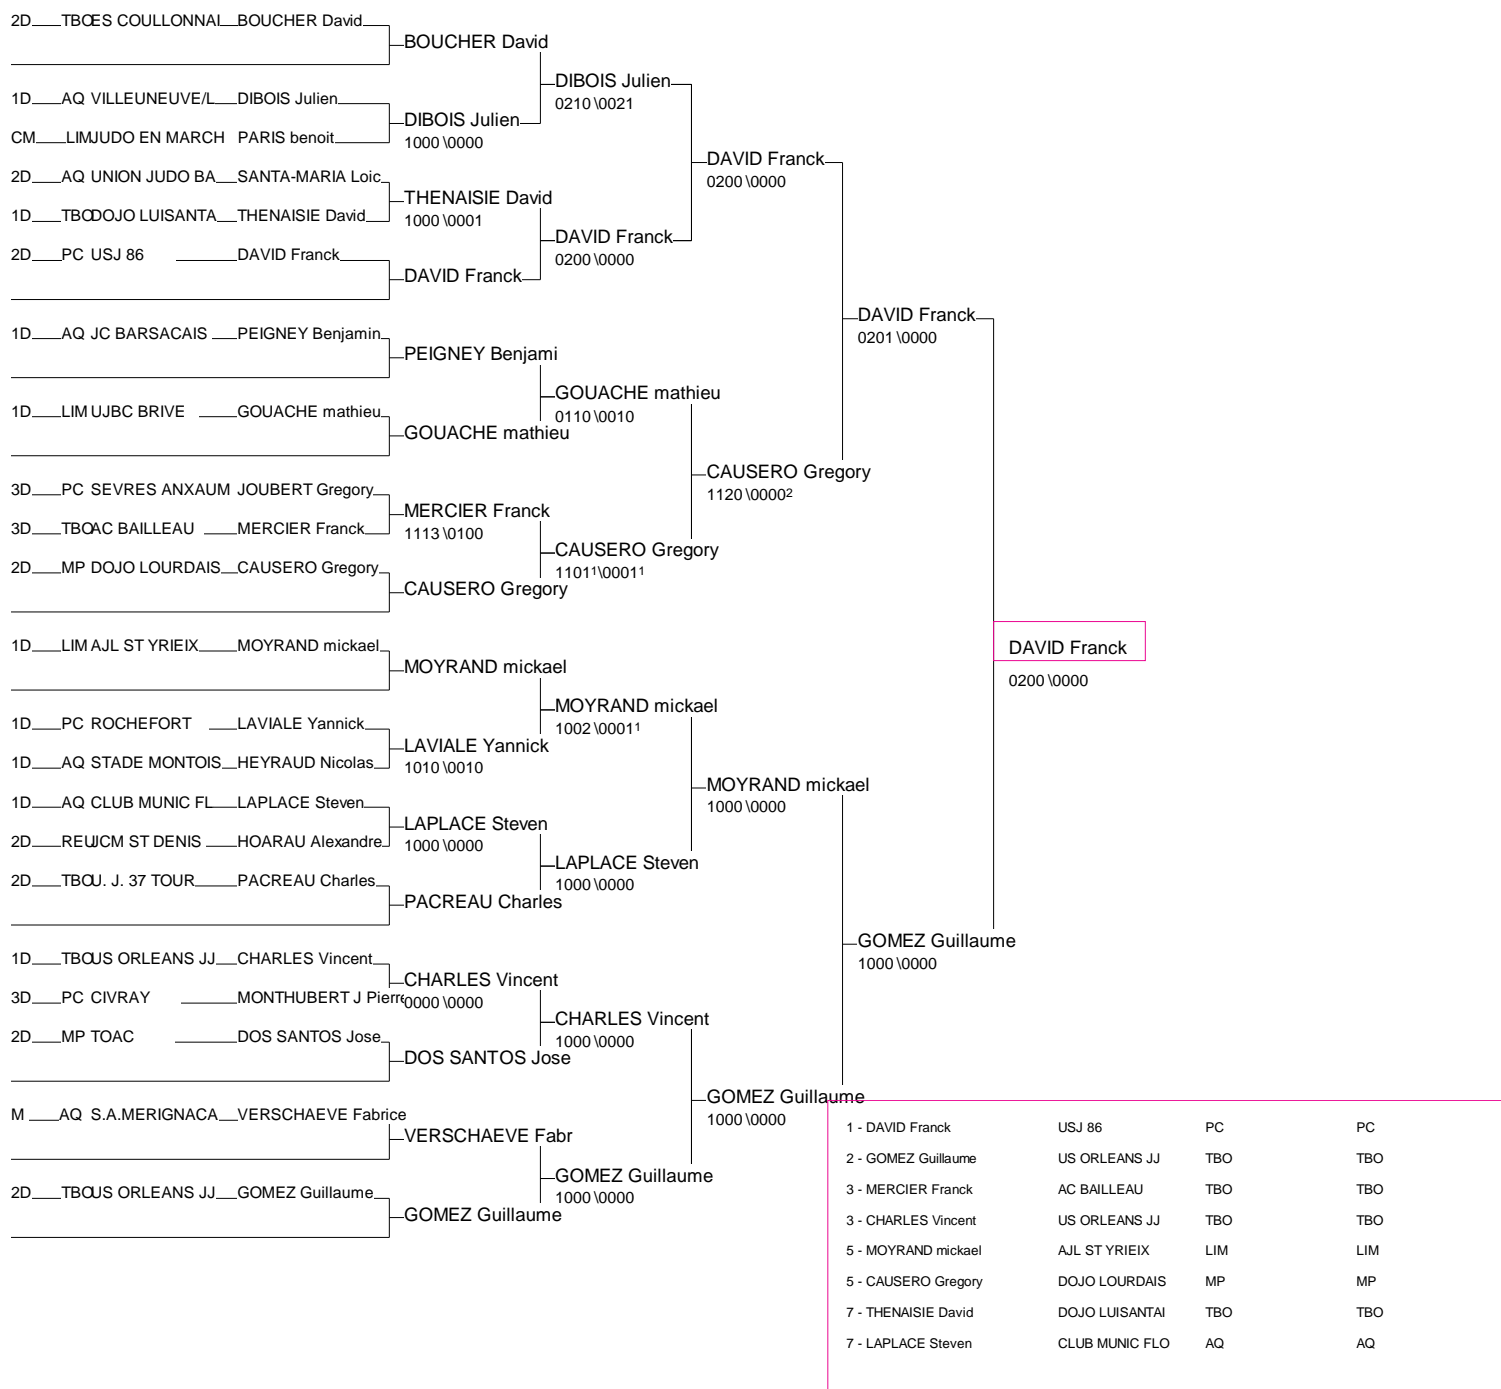 2D TBO ES COULLONNAI BOUCHER David
BOUCHER David
DIBOIS Julien
0210 \0021
1D AQ VILLEUNEUVE/L DIBOIS Julien
DIBOIS Julien
1000 \0000
CM LIM JUDO EN MARCH PARIS benoit
DAVID Franck
0200 \0000
2D AQ UNION JUDO BA SANTA-MARIA Loic
THENAISIE David
1000 \0001
1D TBO DOJO LUISANTA THENAISIE David
DAVID Franck
0200 \0000
2D PC USJ 86 DAVID Franck
DAVID Franck
DAVID Franck
0201 \0000
1D AQ JC BARSACAIS PEIGNEY Benjamin
PEIGNEY Benjami
GOUACHE mathieu
0110 \0010
1D LIM UJBC BRIVE GOUACHE mathieu
GOUACHE mathieu
CAUSERO Gregory
1120 \0000²
3D PC SEVRES ANXAUM JOUBERT Gregory
MERCIER Franck
1113 \0100
3D TBO AC BAILLEAU MERCIER Franck
CAUSERO Gregory
1101¹\0001¹
2D MP DOJO LOURDAIS CAUSERO Gregory
CAUSERO Gregory
DAVID Franck
0200 \0000
1D LIM AJL ST YRIEIX MOYRAND mickael
MOYRAND mickael
MOYRAND mickael
1002 \0001¹
1D PC ROCHEFORT LAVIALE Yannick
LAVIALE Yannick
1010 \0010
1D AQ STADE MONTOIS HEYRAUD Nicolas
MOYRAND mickael
1000 \0000
1D AQ CLUB MUNIC FL LAPLACE Steven
LAPLACE Steven
1000 \0000
2D REU JCM ST DENIS HOARAU Alexandre
LAPLACE Steven
1000 \0000
2D TBO U. J. 37 TOUR PACREAU Charles
PACREAU Charles
GOMEZ Guillaume
1000 \0000
1D TBO US ORLEANS JJ CHARLES Vincent
CHARLES Vincent
0000 \0000
3D PC CIVRAY MONTHUBERT J Pierre
CHARLES Vincent
1000 \0000
2D MP TOAC DOS SANTOS Jose
DOS SANTOS Jose
GOMEZ Guillaume
1000 \0000
M AQ S.A.MERIGNACA VERSCHAEVE Fabrice
VERSCHAEVE Fabr
GOMEZ Guillaume
1000 \0000
2D TBO US ORLEANS JJ GOMEZ Guillaume
GOMEZ Guillaume
1 - DAVID Franck USJ 86 PC PC
2 - GOMEZ Guillaume US ORLEANS JJ TBO TBO
3 - MERCIER Franck AC BAILLEAU TBO TBO
3 - CHARLES Vincent US ORLEANS JJ TBO TBO
5 - MOYRAND mickael AJL ST YRIEIX LIM LIM
5 - CAUSERO Gregory DOJO LOURDAIS MP MP
7 - THENAISIE David DOJO LUISANTAI TBO TBO
7 - LAPLACE Steven CLUB MUNIC FLO AQ AQ